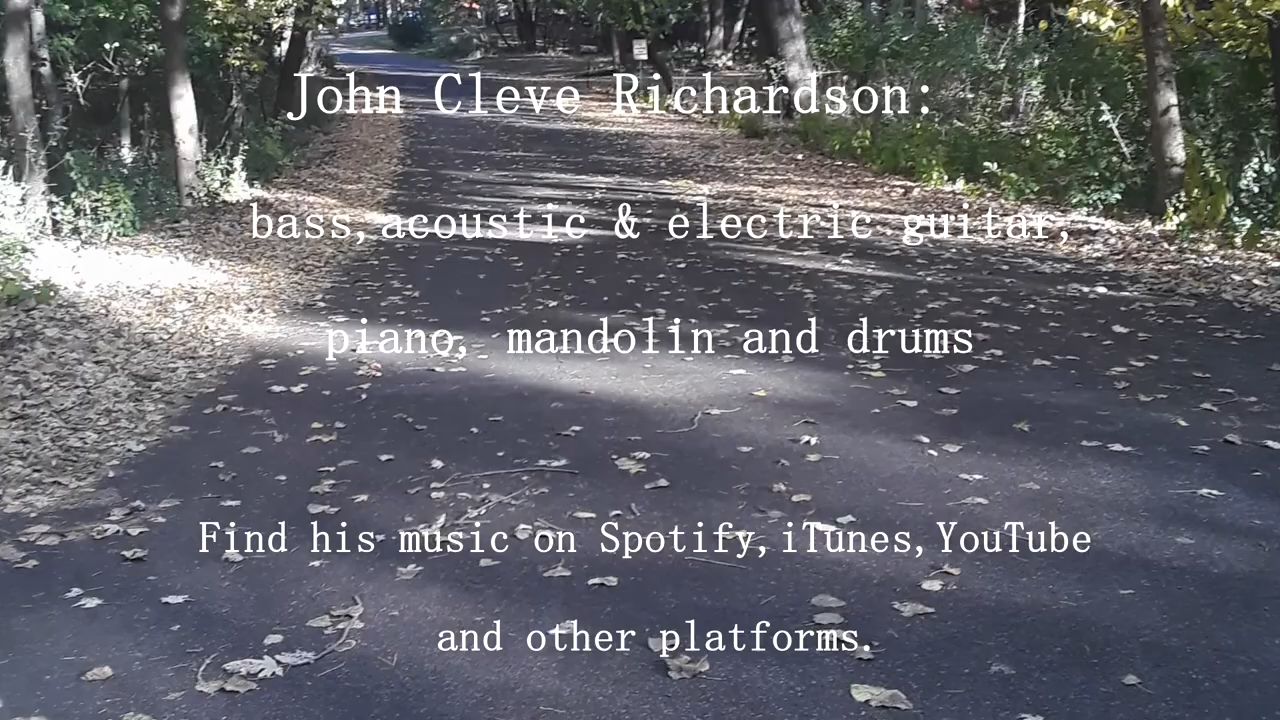 John Cleve Richardson:
bass,acoustic & electric guitar,
piano, mandolin and drums
Find his music on Spotify,iTunes,YouTube
and other platforms.